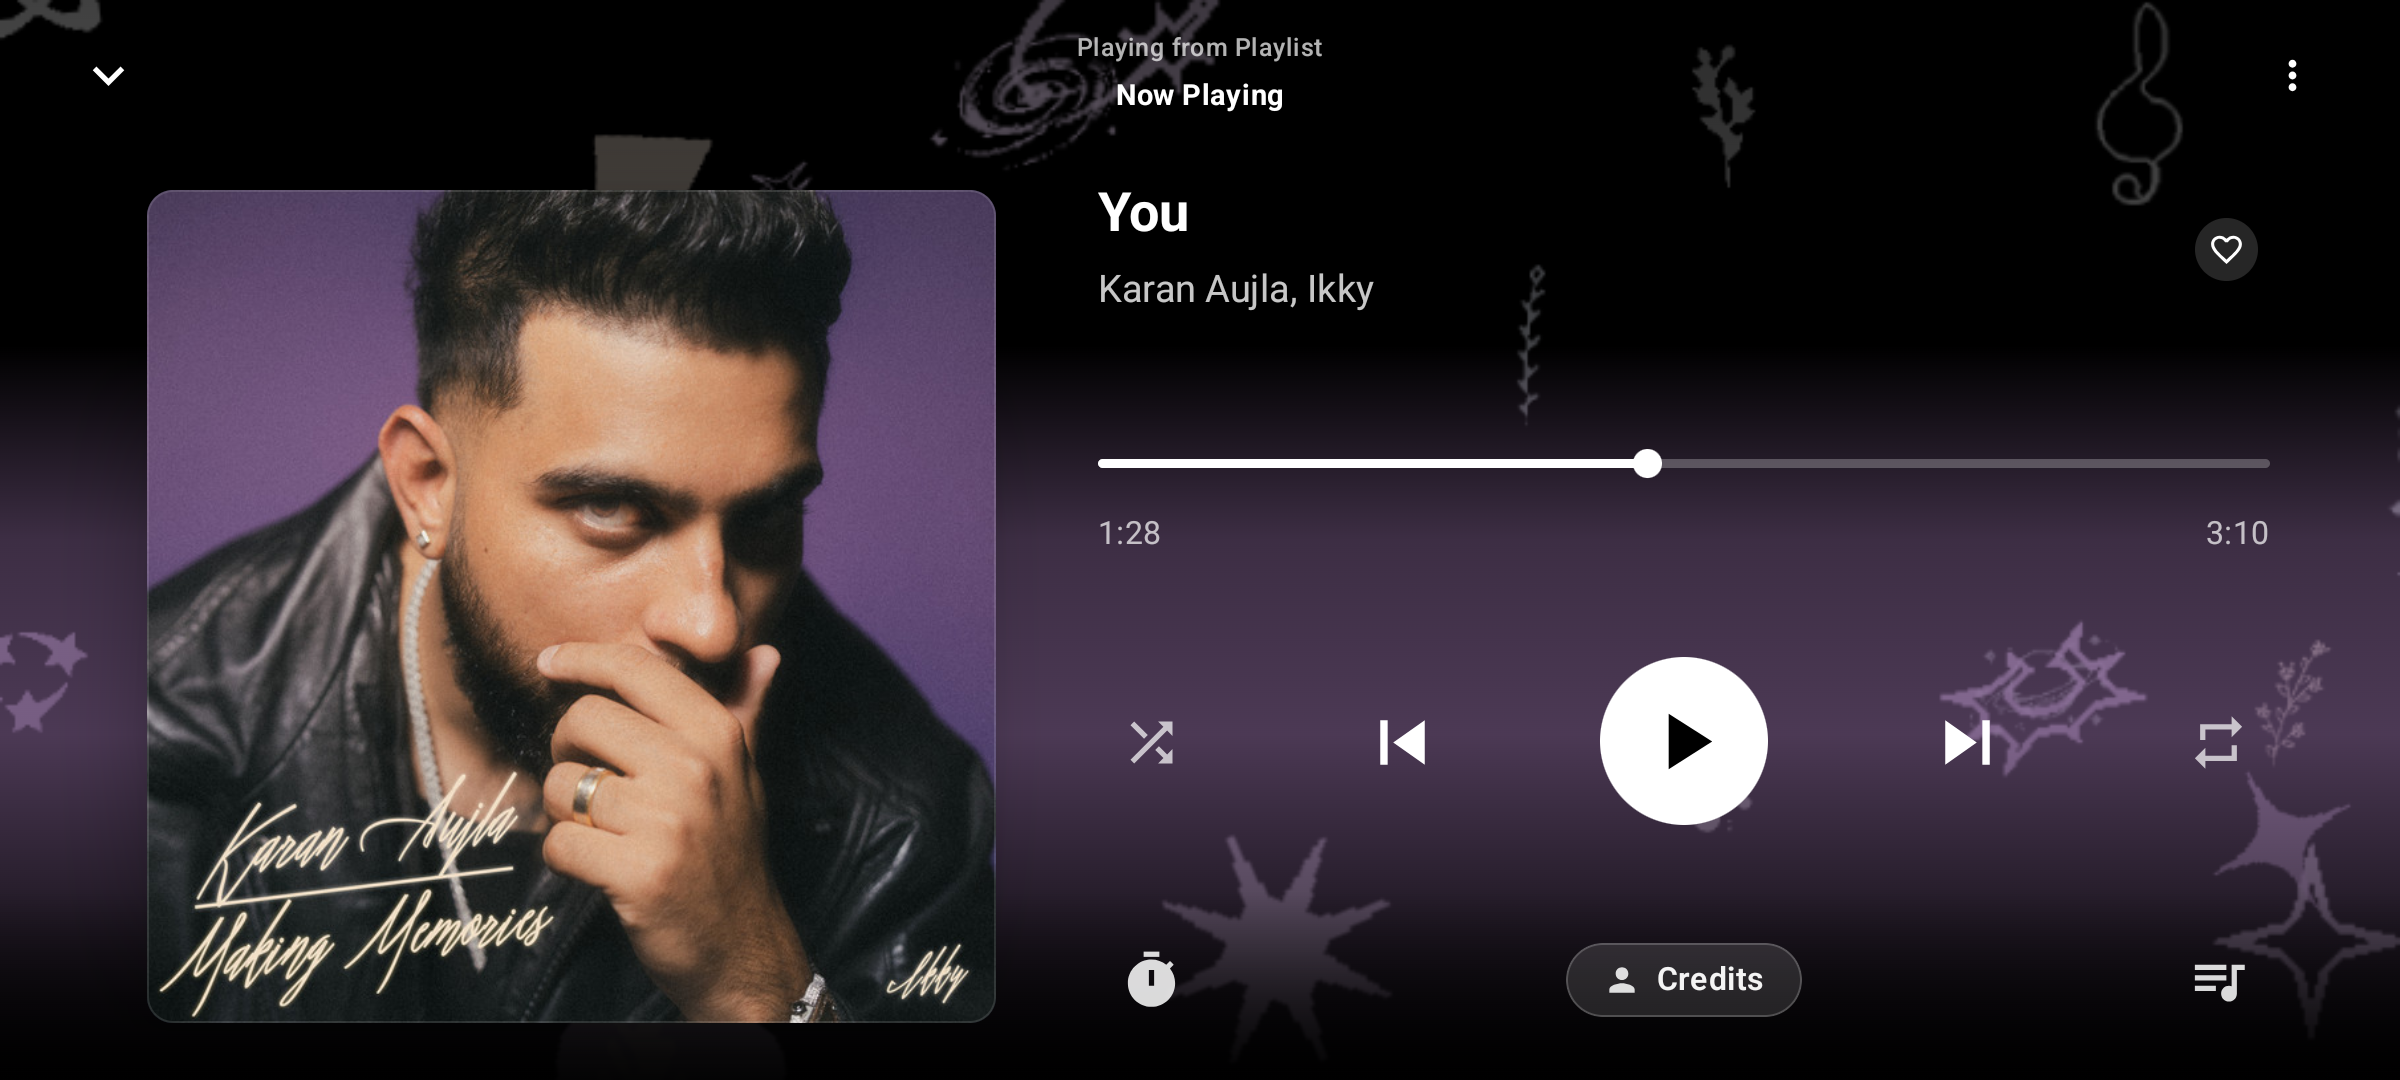 Playing from Playlist
Now Playing
You
Karan Aujla, Ikky
1:28
3:10
Credits
Karan Aujla
Making Memories
Ikky